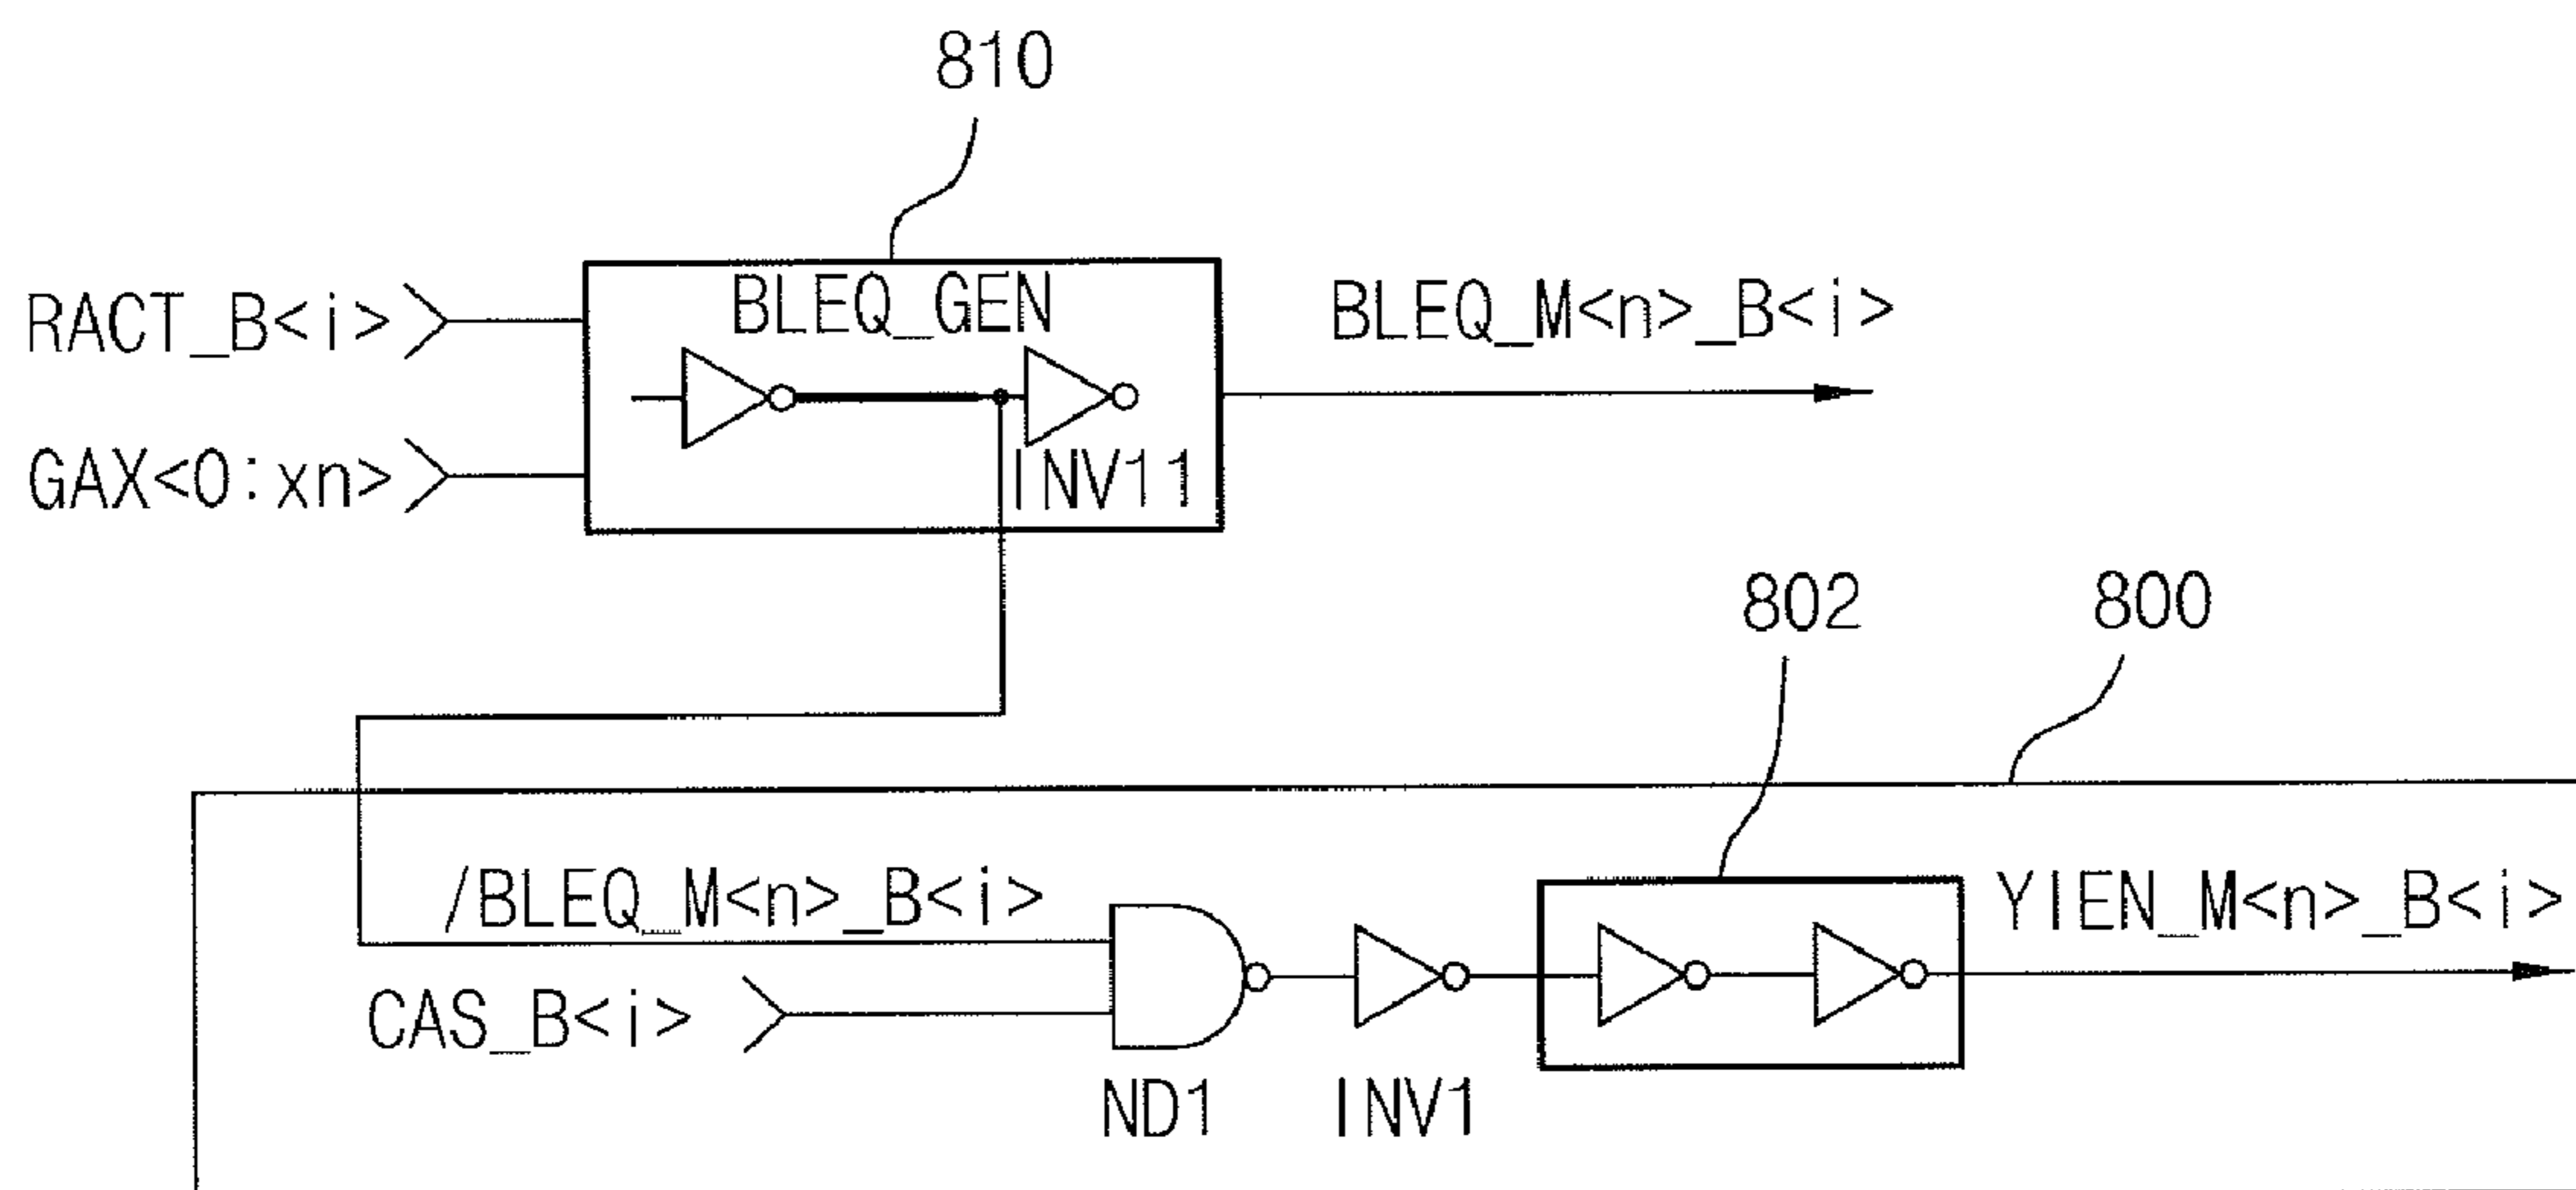 810
BLEQ_GEN
RACT_B<i>
BLEQ_M<n>_B<i>
GAX<0:xn>
INV11
802
800
/BLEQ_M<n>_B<i>
YIEN_M<n>_B<i>
CAS_B<i>
ND1
INV1